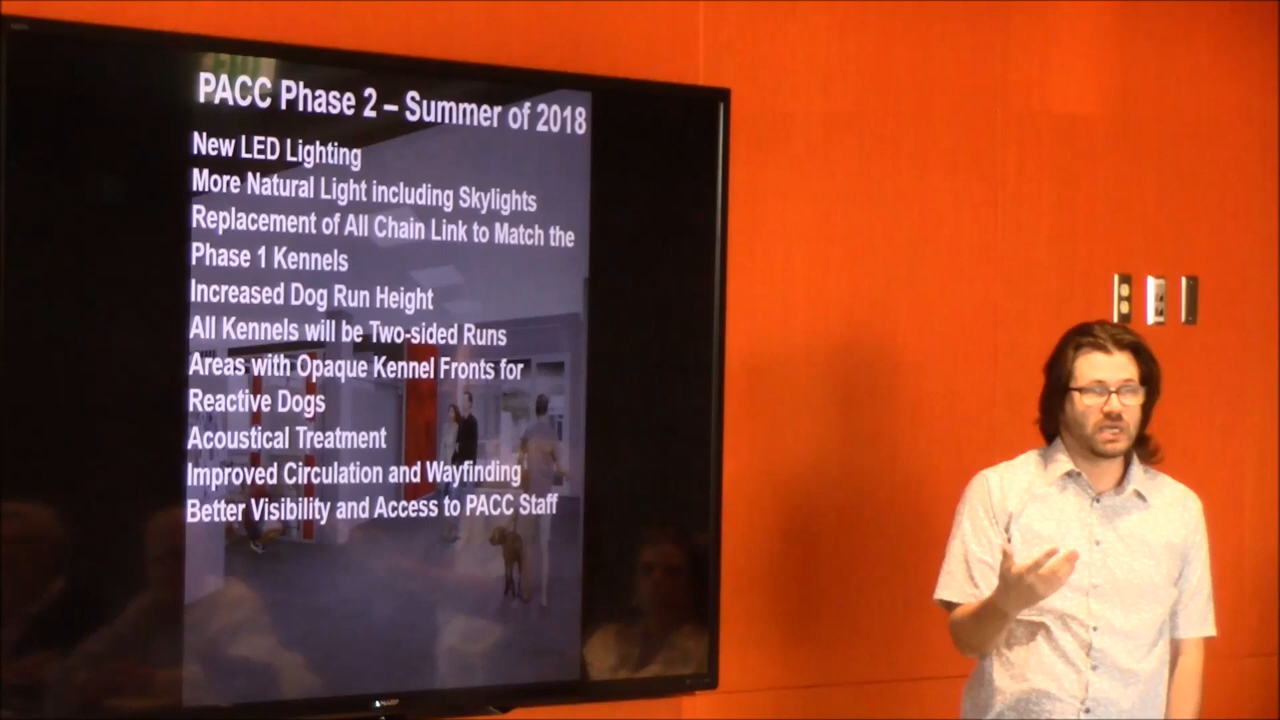 PACC Phase 2 – Summer of 2018
New LED Lighting
More Natural Light including Skylights
Replacement of All Chain Link to Match the
Phase 1 Kennels
Increased Dog Run Height
All Kennels will be Two-sided Runs
Areas with Opaque Kennel Fronts for
Reactive Dogs
Acoustical Treatment
Improved Circulation and Wayfinding
Better Visibility and Access to PACC Staff
SHARP